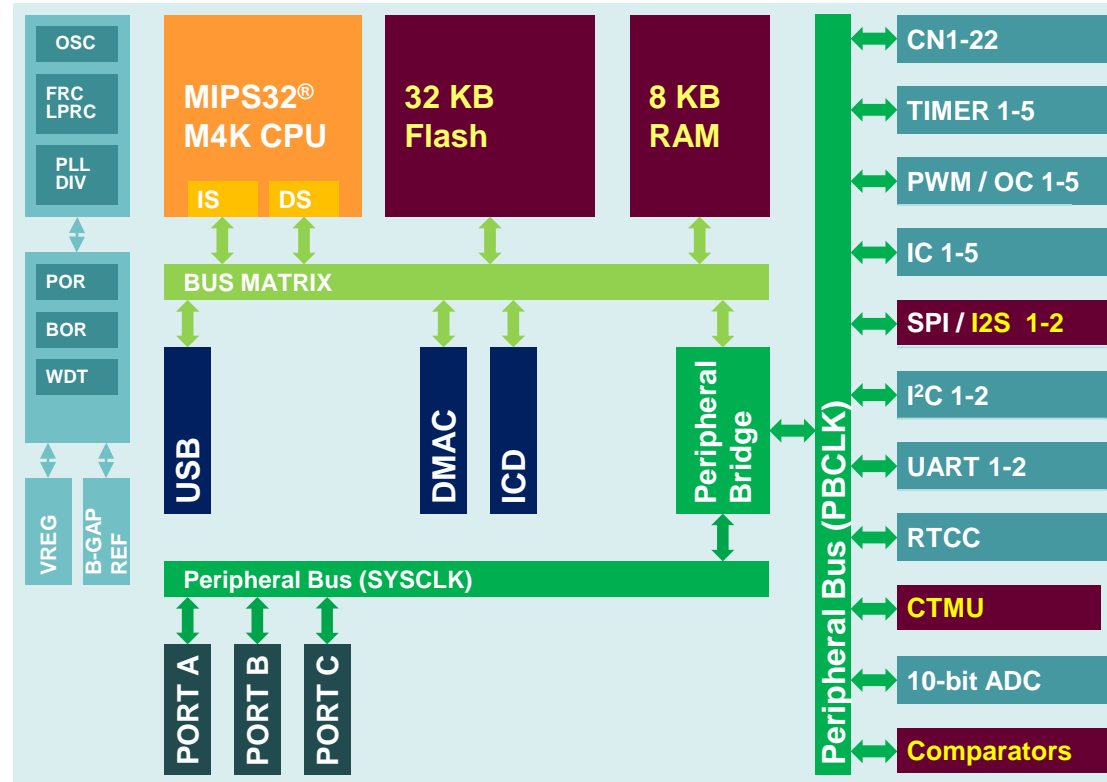 OSC
FRC
LPRC
PLL
DIV
POR
BOR
WDT
VREG
B-GAP
REF
MIPS32®
M4K CPU
IS
DS
32 KB
Flash
8 KB
RAM
BUS MATRIX
USB
DMAC
ICD
Peripheral
Bridge
Peripheral Bus (SYSCLK)
PORT A
PORT B
PORT C
Peripheral Bus (PBCLK)
CN1-22
TIMER 1-5
PWM / OC 1-5
IC 1-5
SPI / I2S 1-2
I²C 1-2
UART 1-2
RTCC
CTMU
10-bit ADC
Comparators